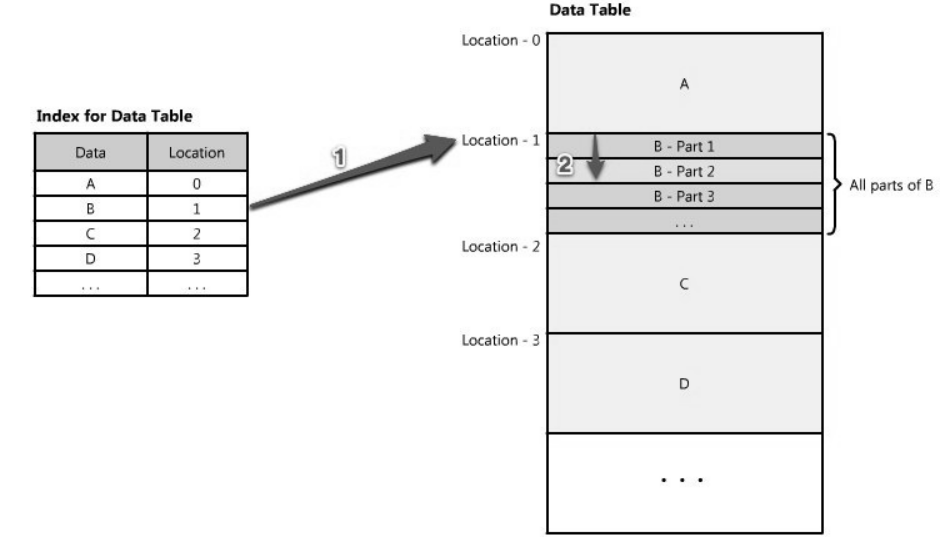 Data Table
Location - 0
A
Index for Data Table
Data Location
A 0
B 1
C 2
D 3
. . . . . .
1
Location - 1
2
B - Part 1
B - Part 2
B - Part 3
. . .
All parts of B
Location - 2
C
Location - 3
D
. . .